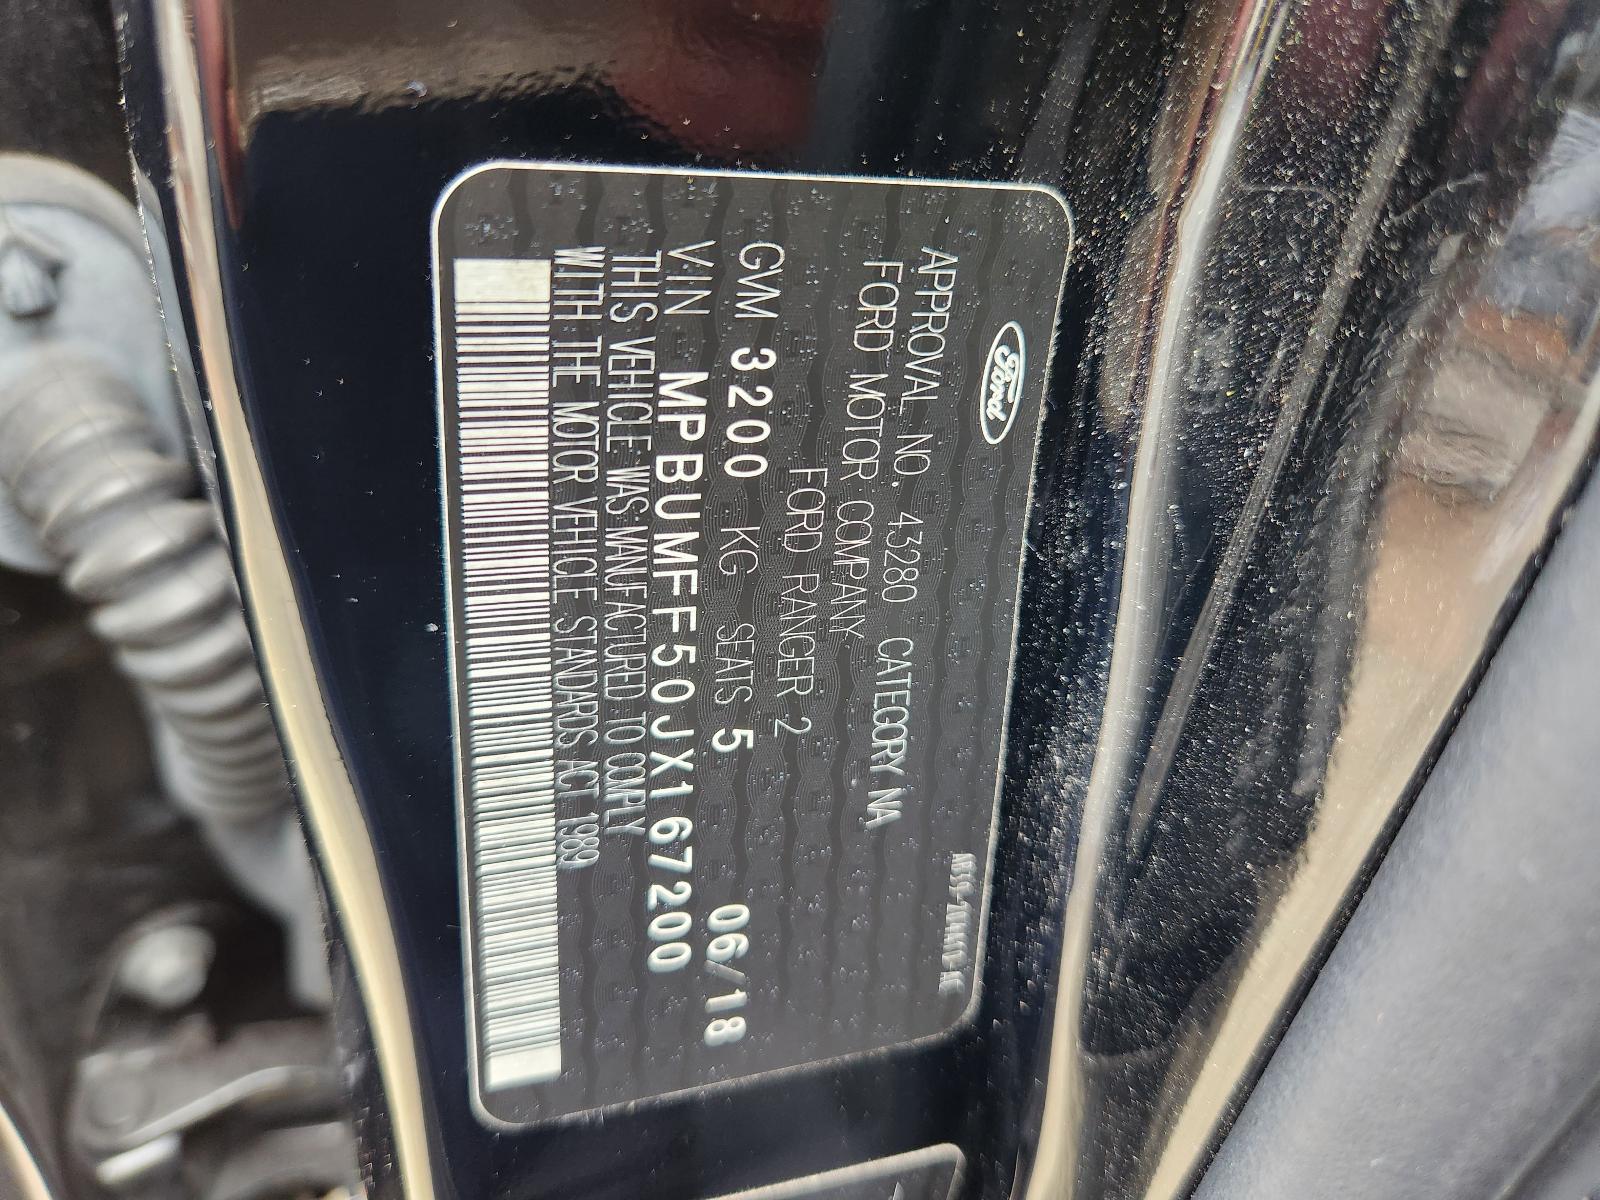 Ford
APPROVAL NO. 43280 CATEGORY NA
FORD MOTOR COMPANY
FORD RANGER 2
GVM 3200 KG SEATS 5 06/18
VIN MPBUMFF50JX167200
THIS VEHICLE WAS MANUFACTURED TO COMPLY
WITH THE MOTOR VEHICLE STANDARDS ACT 1989